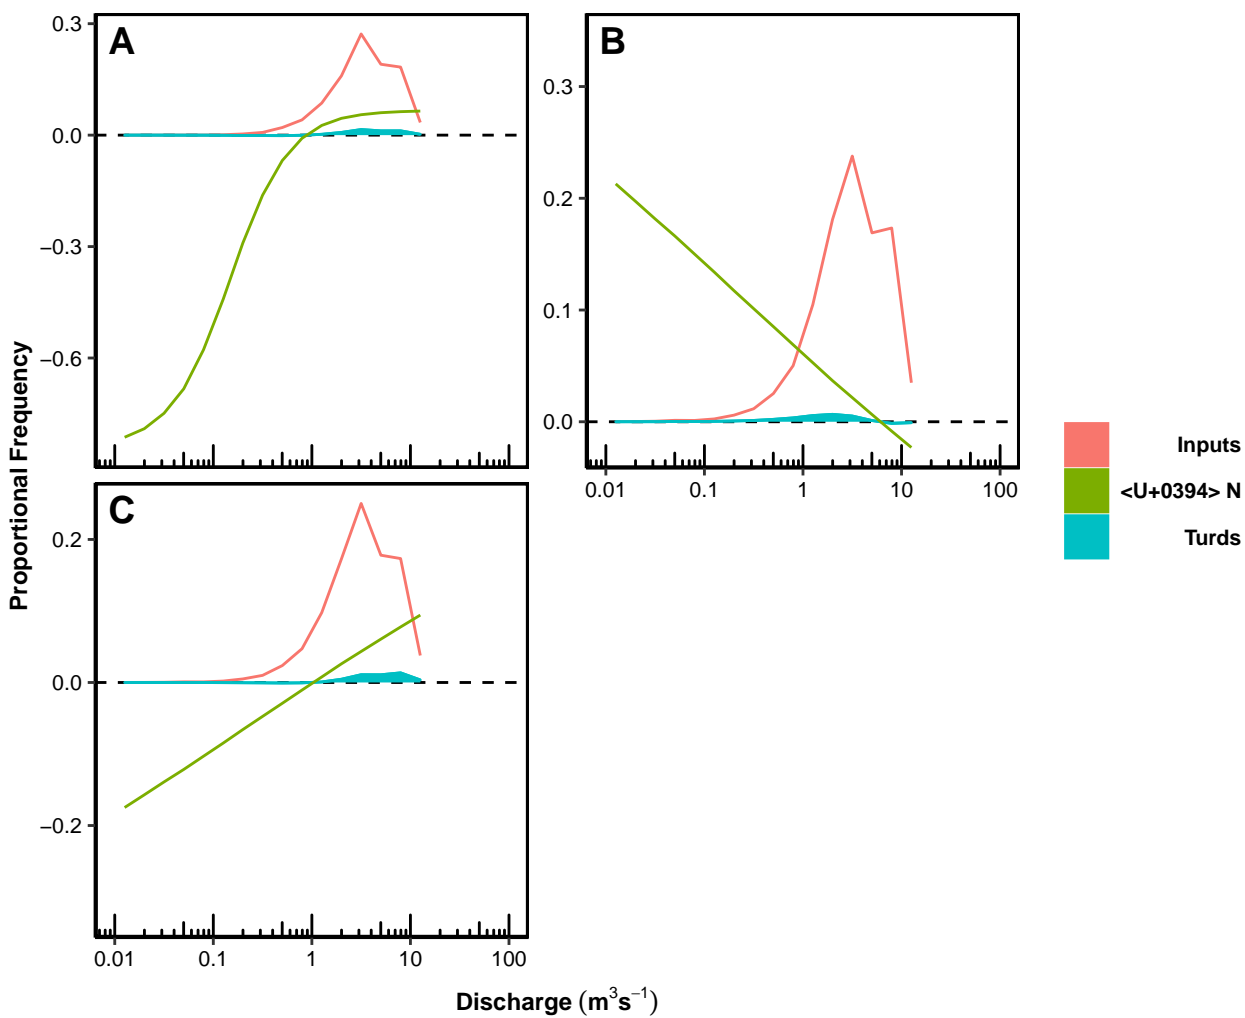 A
0.3
0.0
−0.3
−0.6
B
0.3
0.2
0.1
0.0
0.01 0.1 1 10 100
C
0.2
0.0
−0.2
0.01 0.1 1 10 100
Proportional Frequency
Discharge (m³s⁻¹)
Inputs
<U+0394> N
Turds